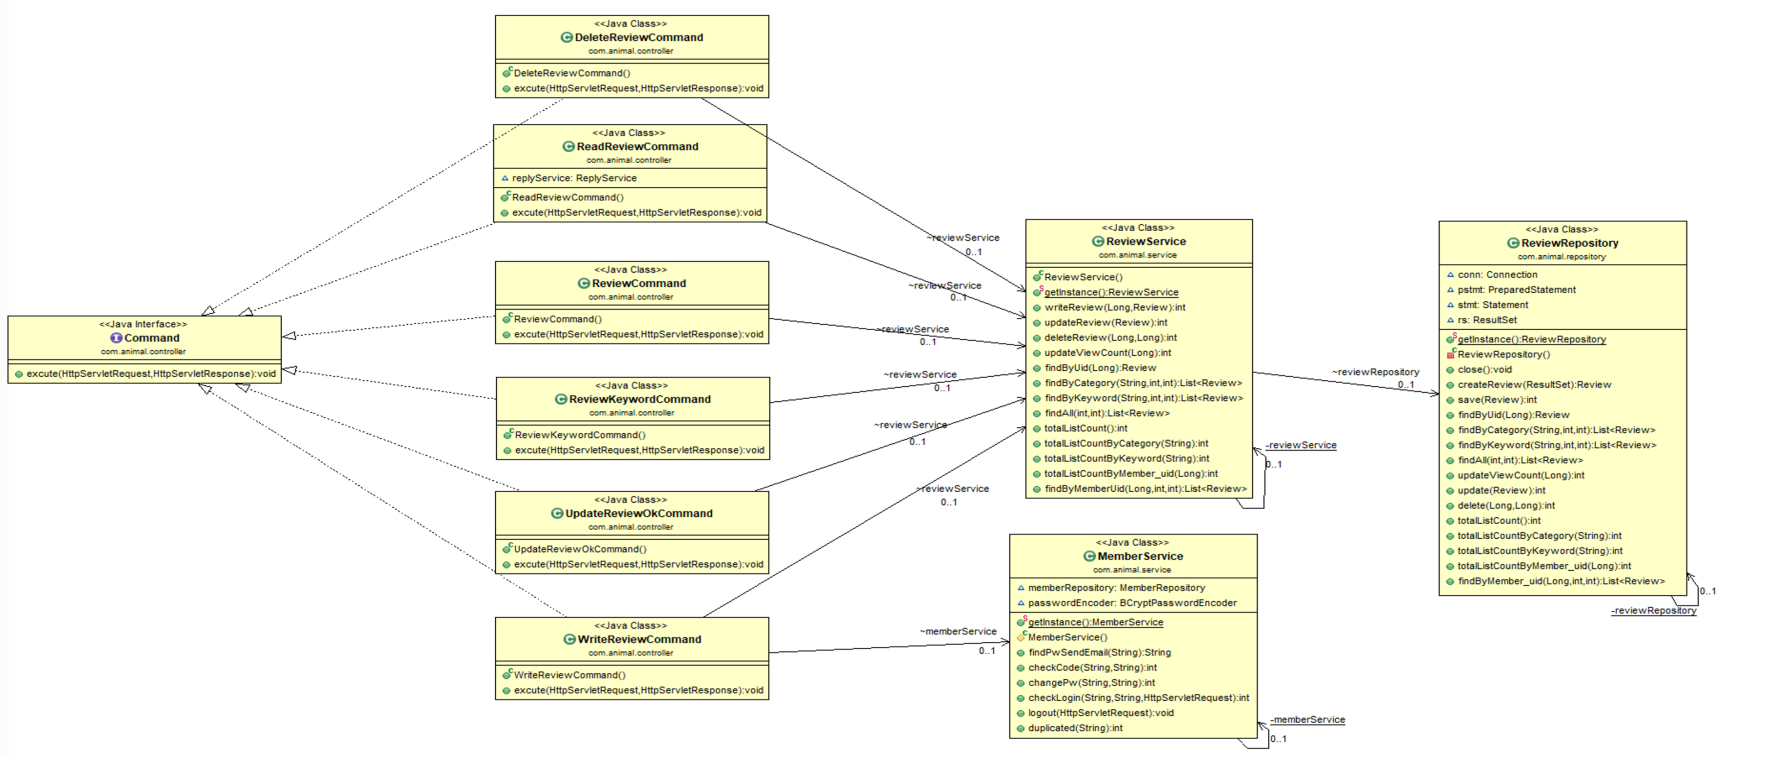 <<Java Class>>
DeleteReviewCommand
com.animal.controller
DeleteReviewCommand()
excute(HttpServletRequest,HttpServletResponse):void
<<Java Class>>
ReadReviewCommand
com.animal.controller
replyService: ReplyService
ReadReviewCommand()
excute(HttpServletRequest,HttpServletResponse):void
<<Java Class>>
ReviewCommand
com.animal.controller
ReviewCommand()
excute(HttpServletRequest,HttpServletResponse):void
<<Java Interface>>
Command
com.animal.controller
excute(HttpServletRequest,HttpServletResponse):void
<<Java Class>>
ReviewKeywordCommand
com.animal.controller
ReviewKeywordCommand()
excute(HttpServletRequest,HttpServletResponse):void
<<Java Class>>
UpdateReviewOkCommand
com.animal.controller
UpdateReviewOkCommand()
excute(HttpServletRequest,HttpServletResponse):void
<<Java Class>>
WriteReviewCommand
com.animal.controller
WriteReviewCommand()
excute(HttpServletRequest,HttpServletResponse):void
~reviewService
0..1
~reviewService
0..1
~reviewService
0..1
~reviewService
0..1
~reviewService
0..1
~reviewService
0..1
~memberService
0..1
<<Java Class>>
ReviewService
com.animal.service
ReviewService()
getInstance():ReviewService
writeReview(Long,Review):int
updateReview(Review):int
deleteReview(Long,Long):int
updateViewCount(Long):int
findByUid(Long):Review
findByCategory(String,int,int):List<Review>
findByKeyword(String,int,int):List<Review>
findAll(int,int):List<Review>
totalListCount():int
totalListCountByCategory(String):int
totalListCountByKeyword(String):int
totalListCountByMember_uid(Long):int
findByMemberUid(Long,int,int):List<Review>
-reviewService
0..1
<<Java Class>>
MemberService
com.animal.service
memberRepository: MemberRepository
passwordEncoder: BCryptPasswordEncoder
getInstance():MemberService
MemberService()
findPwSendEmail(String):String
checkCode(String,String):int
changePw(String,String):int
checkLogin(String,String,HttpServletRequest):int
logout(HttpServletRequest):void
duplicated(String):int
-memberService
0..1
~reviewRepository
0..1
<<Java Class>>
ReviewRepository
com.animal.repository
conn: Connection
pstmt: PreparedStatement
stmt: Statement
rs: ResultSet
getInstance():ReviewRepository
ReviewRepository()
close():void
createReview(ResultSet):Review
save(Review):int
findByUid(Long):Review
findByCategory(String,int,int):List<Review>
findByKeyword(String,int,int):List<Review>
findAll(int,int):List<Review>
updateViewCount(Long):int
update(Review):int
delete(Long,Long):int
totalListCount():int
totalListCountByCategory(String):int
totalListCountByKeyword(String):int
totalListCountByMember_uid(Long):int
findByMember_uid(Long,int,int):List<Review>
0..1
-reviewRepository